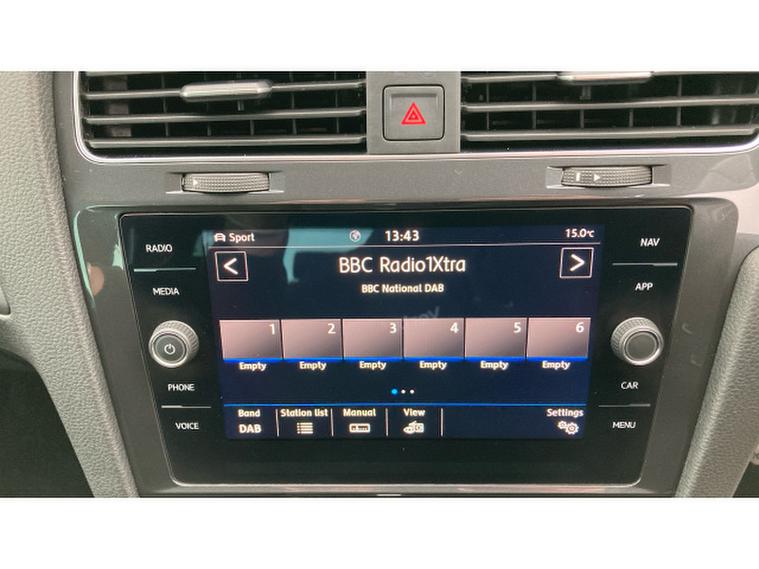 Sport 13:43 15.0°C
RADIO
NAV
BBC Radio1Xtra
BBC National DAB
MEDIA
APP
1 2 3 4 5 6
Empty Empty Empty Empty Empty Empty
PHONE
CAR
Band Station list Manual View Settings
DAB
VOICE
MENU